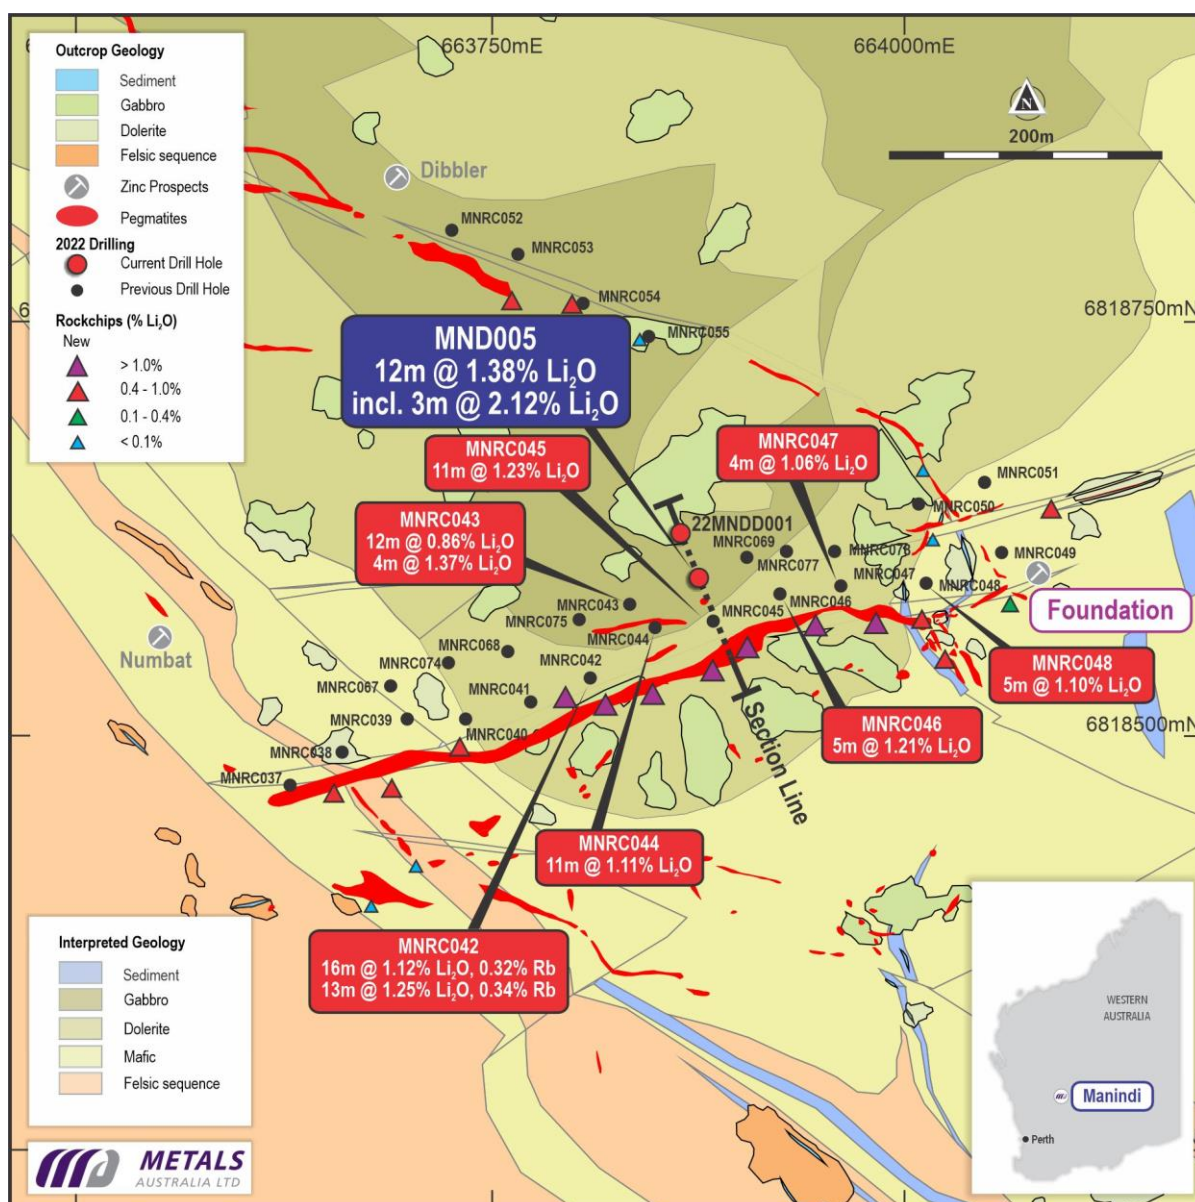 663750mE
664000mE
Outcrop Geology
Sediment
Gabbro
Dolerite
Felsic sequence
Zinc Prospects
Pegmatites
2022 Drilling
Current Drill Hole
Previous Drill Hole
Rockchips (% Li₂O)
New
> 1.0%
0.4 - 1.0%
0.1 - 0.4%
< 0.1%
N
200m
Dibbler
MNRC052
MNRC053
MNRC054
MNRC055
6818750mN
MND005
12m @ 1.38% Li₂O
incl. 3m @ 2.12% Li₂O
MNRC045
11m @ 1.23% Li₂O
MNRC047
4m @ 1.06% Li₂O
MNRC043
12m @ 0.86% Li₂O
4m @ 1.37% Li₂O
MNRC051
MNRC050
22MNDD001
MNRC069
MNRC078
MNRC077
MNRC049
MNRC047
MNRC048
MNRC043
MNRC045
MNRC046
MNRC075
MNRC044
Foundation
Numbat
MNRC068
MNRC074
MNRC042
MNRC067
MNRC041
MNRC048
5m @ 1.10% Li₂O
MNRC039
MNRC040
MNRC038
MNRC037
Section Line
MNRC046
5m @ 1.21% Li₂O
6818500mN
MNRC044
11m @ 1.11% Li₂O
MNRC042
16m @ 1.12% Li₂O, 0.32% Rb
13m @ 1.25% Li₂O, 0.34% Rb
Interpreted Geology
Sediment
Gabbro
Dolerite
Mafic
Felsic sequence
WESTERN
AUSTRALIA
Manindi
Perth
METALS
AUSTRALIA LTD